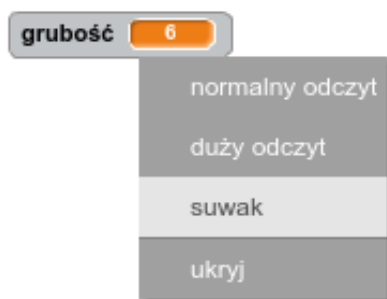 grubość 6
normalny odczyt
duży odczyt
suwak
ukryj